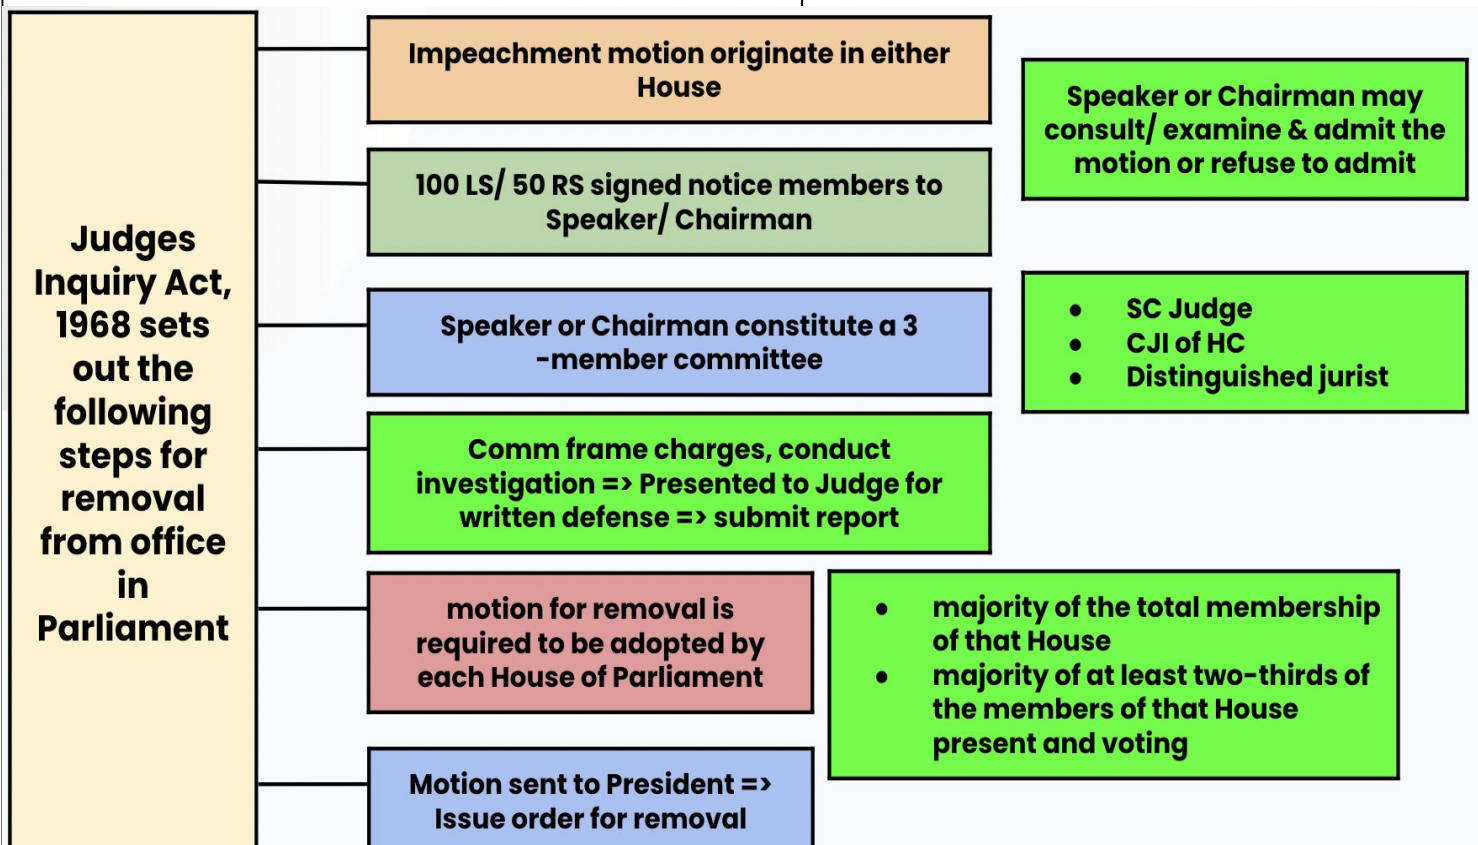 Judges
Inquiry Act,
1968 sets
out the
following
steps for
removal
from office
in
Parliament
Impeachment motion originate in either
House
Speaker or Chairman may
consult/ examine & admit the
motion or refuse to admit
100 LS/ 50 RS signed notice members to
Speaker/ Chairman
Speaker or Chairman constitute a 3
-member committee
● SC Judge
● CJI of HC
● Distinguished jurist
Comm frame charges, conduct
investigation => Presented to Judge for
written defense => submit report
motion for removal is
required to be adopted by
each House of Parliament
● majority of the total membership
of that House
● majority of at least two-thirds of
the members of that House
present and voting
Motion sent to President =>
Issue order for removal